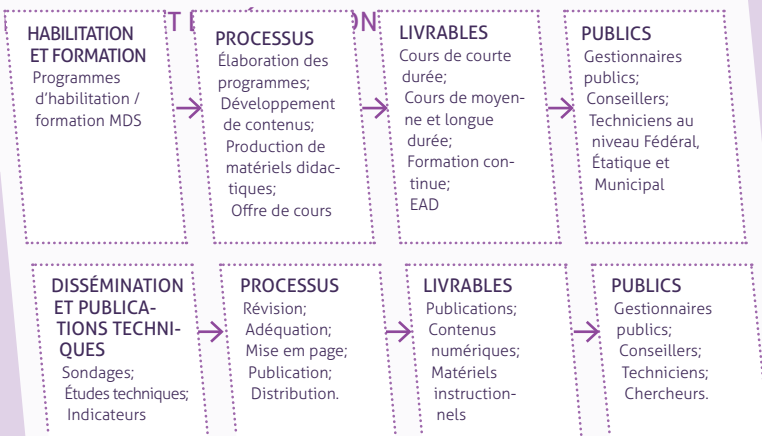 HABILITATION
ET FORMATION
Programmes
d’habilitation /
formation MDS
PROCESSUS
Élaboration des
programmes;
Développement
de contenus;
Production de
matériels didac-
tiques;
Offre de cours
LIVRABLES
Cours de courte
durée;
Cours de moyen-
ne et longue
durée;
Formation con-
tinue;
EAD
PUBLICS
Gestionnaires
publics;
Conseillers;
Techniciens au
niveau Fédéral,
Étatique et
Municipal
DISSÉMINATION
ET PUBLICA-
TIONS TECHNI-
QUES
Sondages;
Études techniques;
Indicateurs
PROCESSUS
Révision;
Adéquation;
Mise em page;
Publication;
Distribution.
LIVRABLES
Publications;
Contenus
numériques;
Matériels
instruction-
nels
PUBLICS
Gestionnaires
publics;
Conseillers;
Techniciens;
Chercheurs.